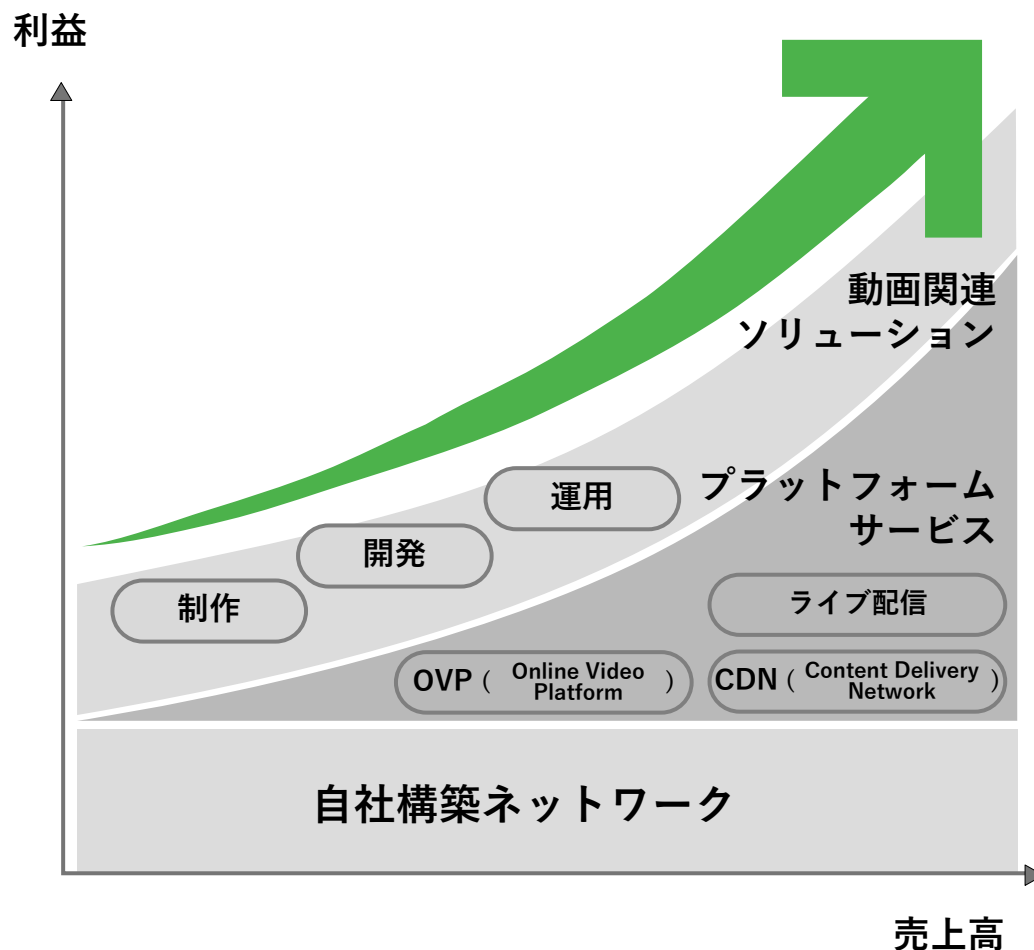 利益
動画関連
ソリューション
運用
プラットフォーム
サービス
開発
制作
ライブ配信
OVP ( Online Video Platform )
CDN ( Content Delivery Network )
自社構築ネットワーク
売上高